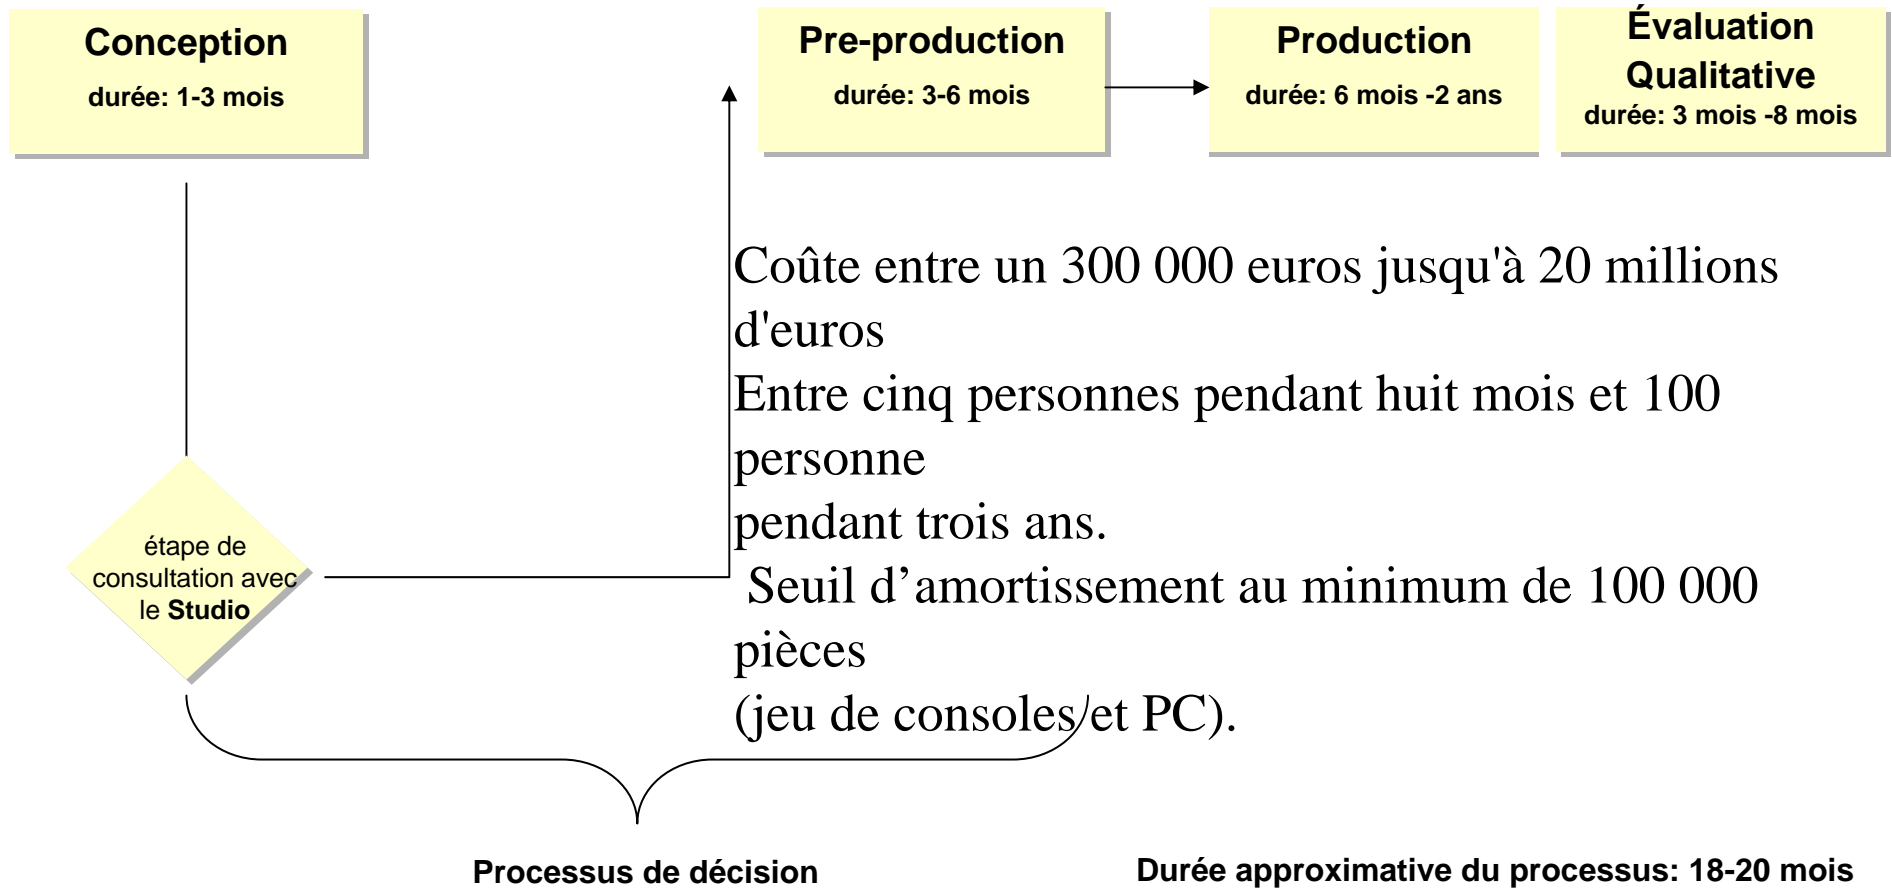 Conception
durée: 1-3 mois
Pre-production
durée: 3-6 mois
Production
durée: 6 mois -2 ans
Évaluation
Qualitative
durée: 3 mois -8 mois
étape de
consultation avec
le Studio
Coûte entre un 300 000 euros jusqu'à 20 millions
d'euros
Entre cinq personnes pendant huit mois et 100
personne
pendant trois ans.
Seuil d’amortissement au minimum de 100 000
pièces
(jeu de consoles et PC).
Processus de décision
Durée approximative du processus: 18-20 mois